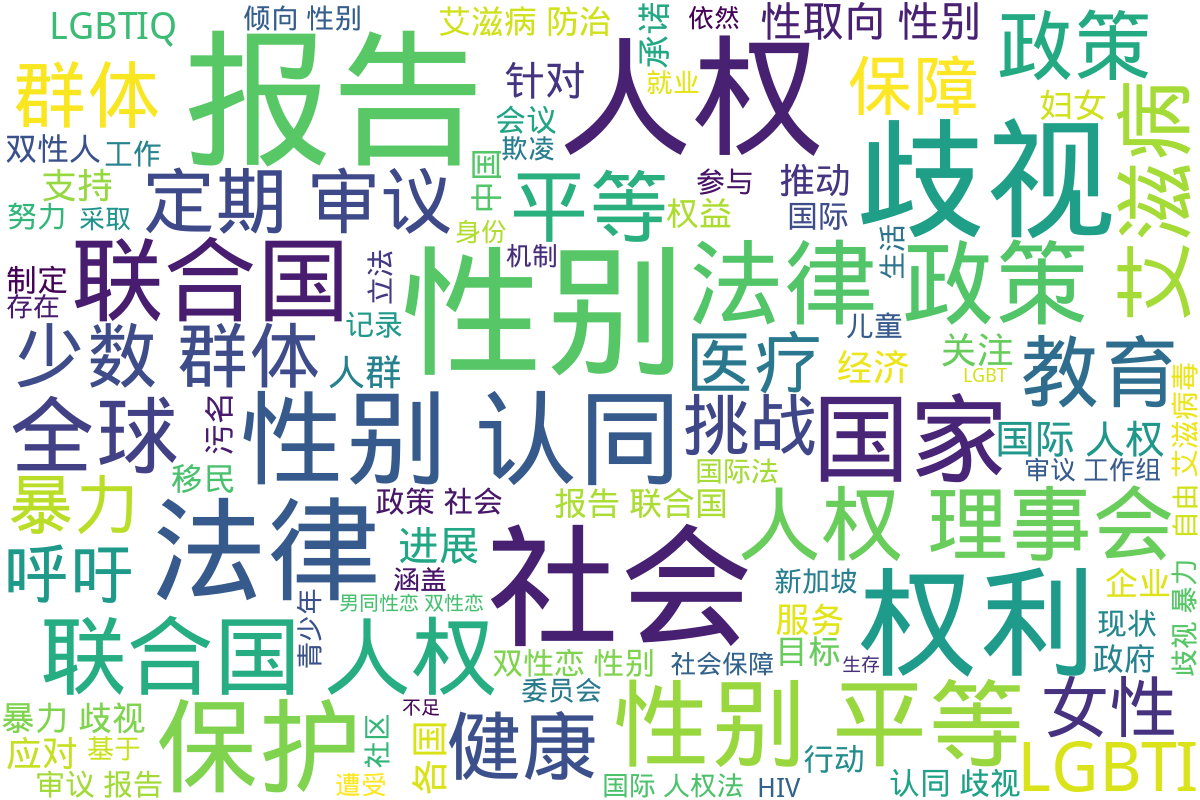 LGBTIQ
倾向 性别
艾滋病 防治
承诺
依然
性取向 性别
政策
群体
报告
针对
人权
就业
保障
妇女
艾滋病
双性人
工作
会议
欺凌
歧视
支持
定期 审议
中国
平等
参与
推动
努力
采取
身份
权益
国际
生活
联合国
机制
性别
法律
政策
制定
存在
立法
少数 群体
记录
人群
医疗
儿童
经济
关注
LGBT
教育
艾滋病毒
自由
全球
污名
性别 认同
挑战
国家
国际 人权
审议 工作组
移民
国际法
暴力
法律
政策 社会
报告 联合国
人权 理事会
呼吁
进展
涵盖
社会
新加坡
权利
企业
歧视 暴力
青少年
男同性恋 双性恋
服务
现状
联合国 人权
双性恋 性别
社会保障
目标
生存
政府
暴力 歧视
保护
不足
委员会
性别 平等
女性
应对
基于
社区
各国
健康
LGBTI
审议 报告
遭受
国际 人权法
HIV
行动
认同 歧视